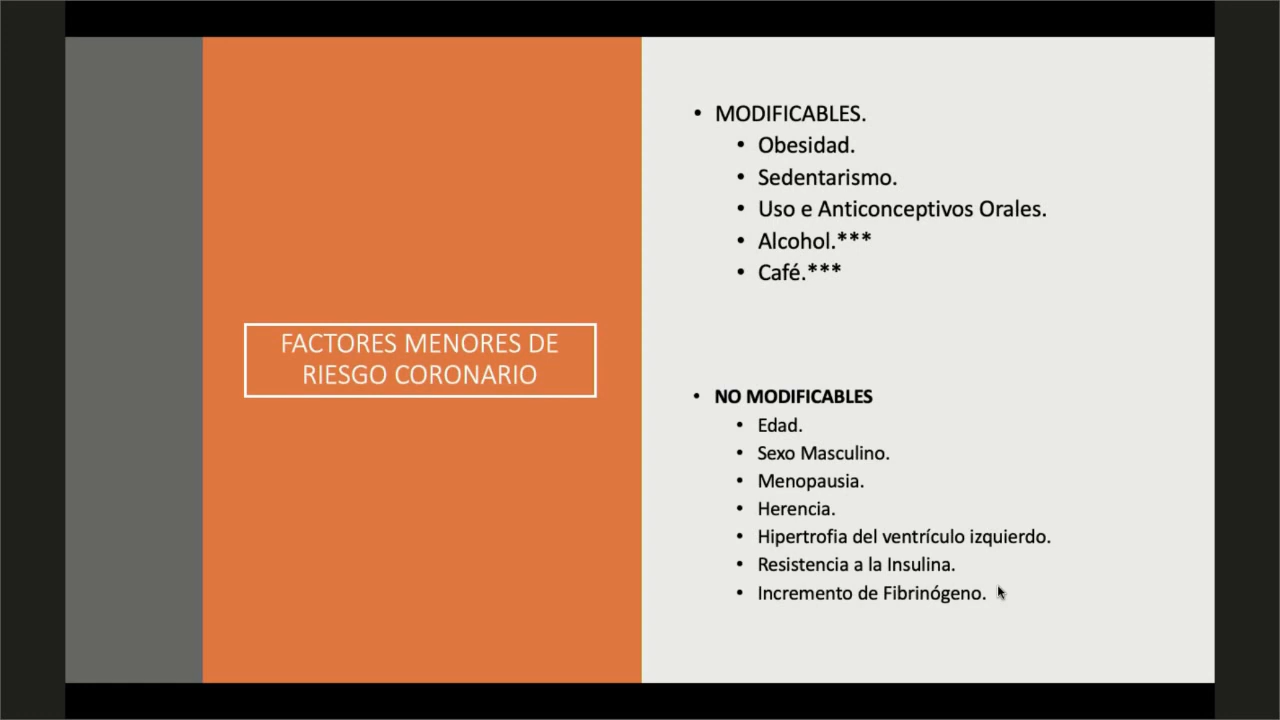 FACTORES MENORES DE
RIESGO CORONARIO
• MODIFICABLES.
• Obesidad.
• Sedentarismo.
• Uso e Anticonceptivos Orales.
• Alcohol.***
• Café.***
• NO MODIFICABLES
• Edad.
• Sexo Masculino.
• Menopausia.
• Herencia.
• Hipertrofia del ventrículo izquierdo.
• Resistencia a la Insulina.
• Incremento de Fibrinógeno.